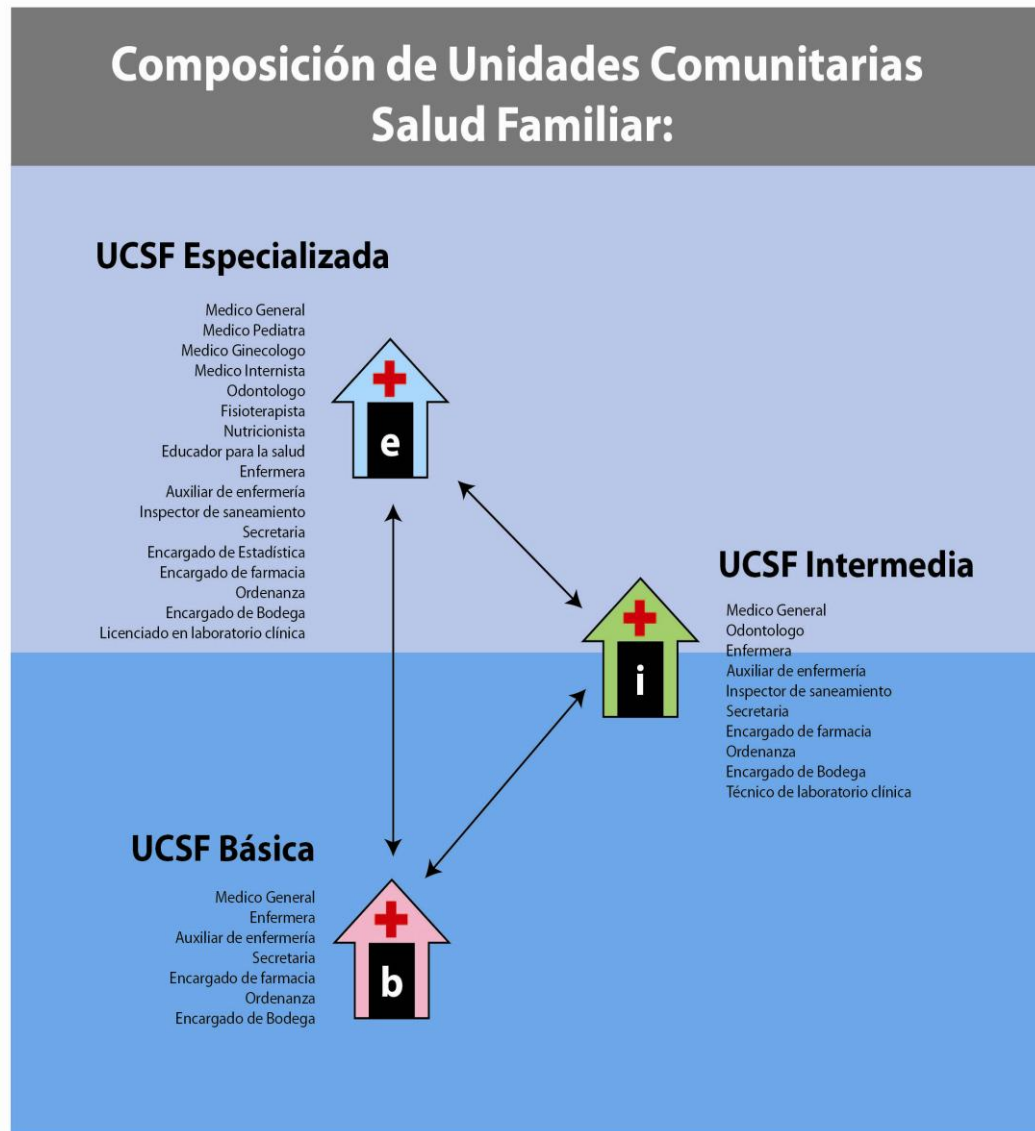 Composición de Unidades Comunitarias
Salud Familiar:
UCSF Especializada
Medico General
Medico Pediatra
Medico Ginecologo
Medico Internista
Odontologo
Fisioterapista
Nutricionista
Educador para la salud
Enfermera
Auxiliar de enfermería
Inspector de saneamiento
Secretaria
Encargado de Estadística
Encargado de farmacia
Ordenanza
Encargado de Bodega
Licenciado en laboratorio clínica
e
UCSF Intermedia
Medico General
Odontologo
Enfermera
Auxiliar de enfermería
Inspector de saneamiento
Secretaria
Encargado de farmacia
Ordenanza
Encargado de Bodega
Técnico de laboratorio clínica
i
UCSF Básica
Medico General
Enfermera
Auxiliar de enfermería
Secretaria
Encargado de farmacia
Ordenanza
Encargado de Bodega
b